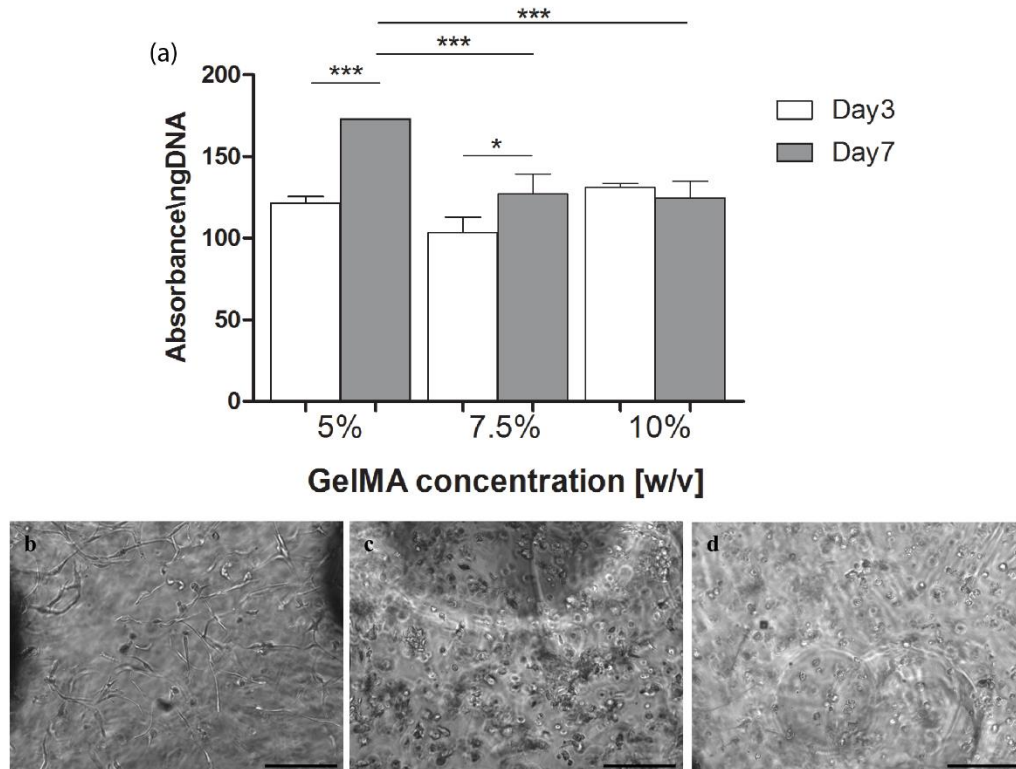 ***
(a)
***
***
*
200
150
100
50
0
Absorbance\ngDNA
Day3
Day7
5%
7.5%
10%
GelMA concentration [w/v]
b
c
d